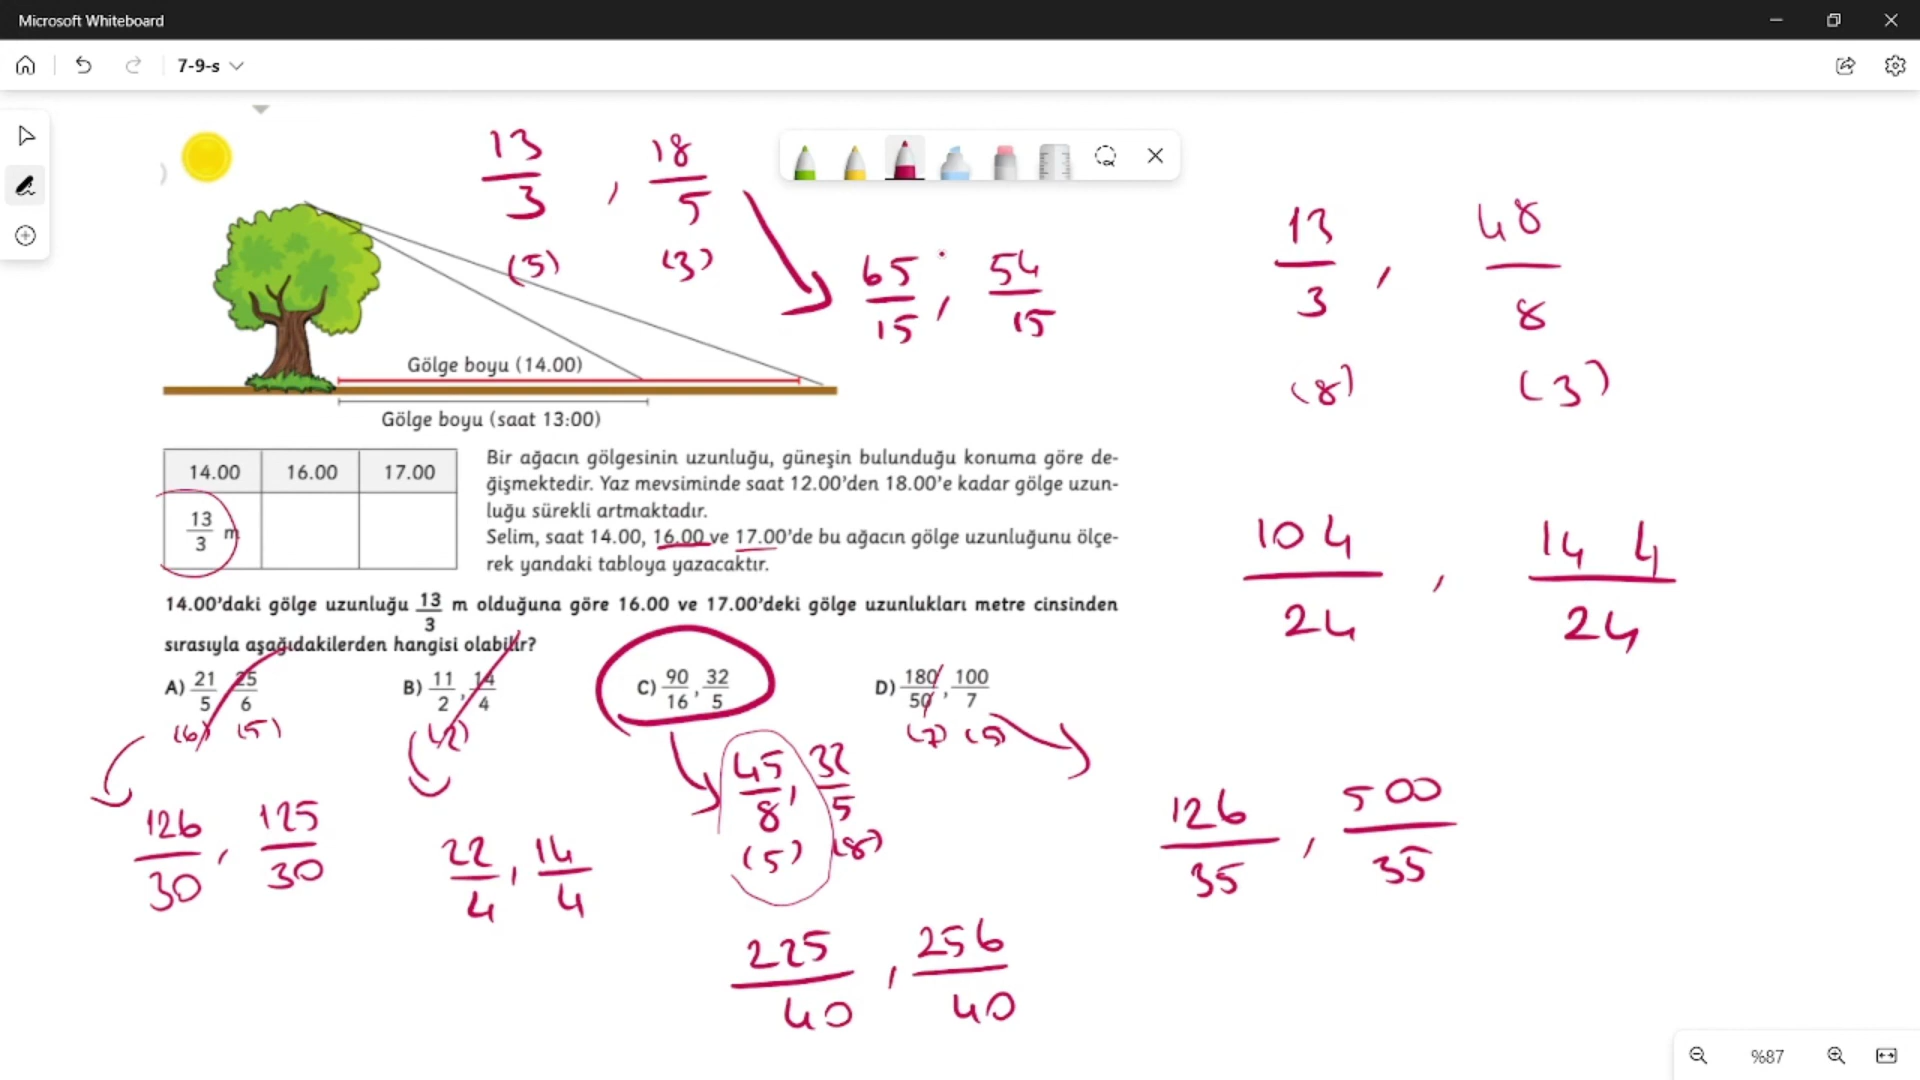 Microsoft Whiteboard
7-9-s
13/3 , 18/5
(5) (3)
65/15 , 54/15
13/3 , 48/8
(8) (3)
Gölge boyu (14.00)
Gölge boyu (saat 13:00)
14.00 16.00 17.00
13/3 m
Bir ağacın gölgesinin uzunluğu, güneşin bulunduğu konuma göre de-
ğişmektedir. Yaz mevsiminde saat 12.00'den 18.00'e kadar gölge uzun-
luğu sürekli artmaktadır.
Selim, saat 14.00, 16.00 ve 17.00'de bu ağacın gölge uzunluğunu ölçe-
rek yandaki tabloya yazacaktır.
104/24 , 144/24
14.00'daki gölge uzunluğu 13/3 m olduğuna göre 16.00 ve 17.00'deki gölge uzunlukları metre cinsinden
sırasıyla aşağıdakilerden hangisi olabilir?
A) 21/5 25/6 B) 11/2 , 14/4 C) 90/16 , 32/5 D) 180/50 , 100/7
(6) (5) (2) (7) (5)
126/30 , 125/30
22/4 , 14/4
45/8 , 32/5
(5) (8)
225/40 , 256/40
126/35 , 500/35
%87